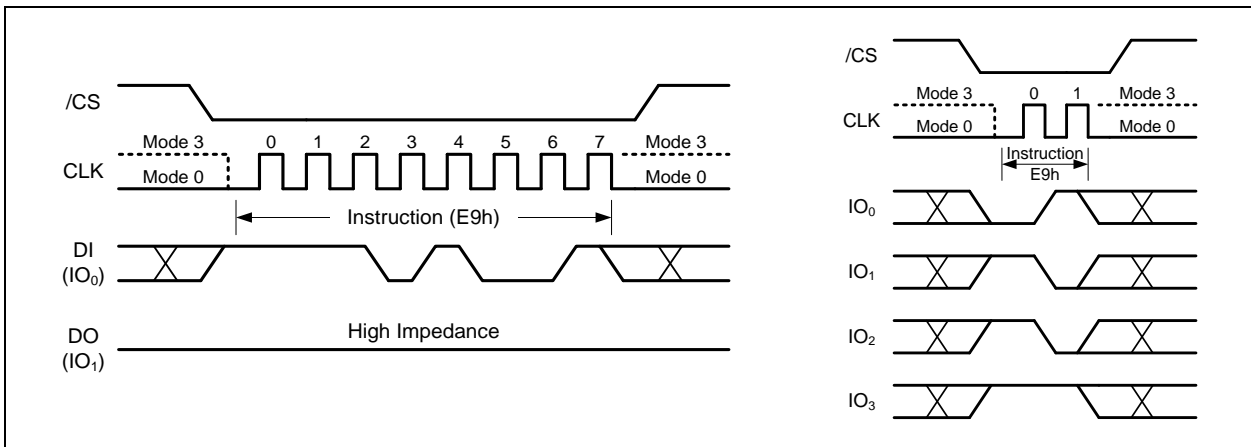 /CS
Mode 3 0 1 2 3 4 5 6 7 Mode 3
CLK
Mode 0 Mode 0
Instruction (E9h)
DI
(IO₀)
High Impedance
DO
(IO₁)
/CS
Mode 3 0 1 Mode 3
CLK
Mode 0 Mode 0
Instruction
E9h
IO₀
IO₁
IO₂
IO₃